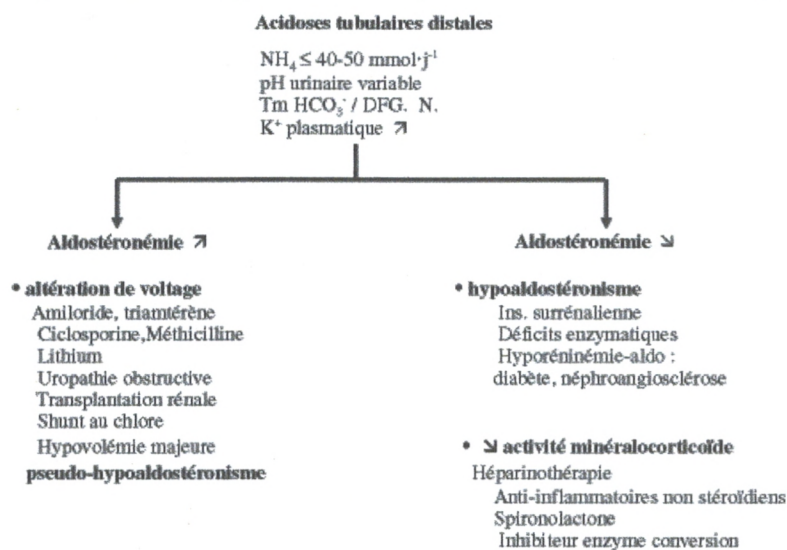 Acidoses tubulaires distales
NH₄ ≤ 40-50 mmol·j⁻¹
pH urinaire variable
Tm HCO₃⁻ / DFG. N.
K⁺ plasmatique ↗
Aldostéronémie ↗
• altération de voltage
Amiloride, triamtérène
Ciclosporine,Méthicilline
Lithium
Uropathie obstructive
Transplantation rénale
Shunt au chlore
Hypovolémie majeure
pseudo-hypoaldostéronisme
Aldostéronémie ↘
• hypoaldostéronisme
Ins. surrénalienne
Déficits enzymatiques
Hyporéninémie-aldo :
diabète, néphroangiosclérose
• ↘ activité minéralocorticoïde
Héparinothérapie
Anti-inflammatoires non stéroïdiens
Spironolactone
Inhibiteur enzyme conversion